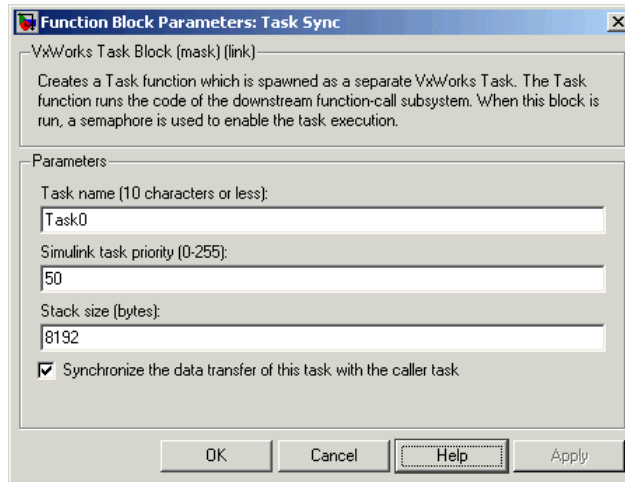 Function Block Parameters: Task Sync
VxWorks Task Block (mask) (link)
Creates a Task function which is spawned as a separate VxWorks Task. The Task
function runs the code of the downstream function-call subsystem. When this block is
run, a semaphore is used to enable the task execution.
Parameters
Task name (10 characters or less):
Task0
Simulink task priority (0-255):
50
Stack size (bytes):
8192
Synchronize the data transfer of this task with the caller task
OK Cancel Help Apply